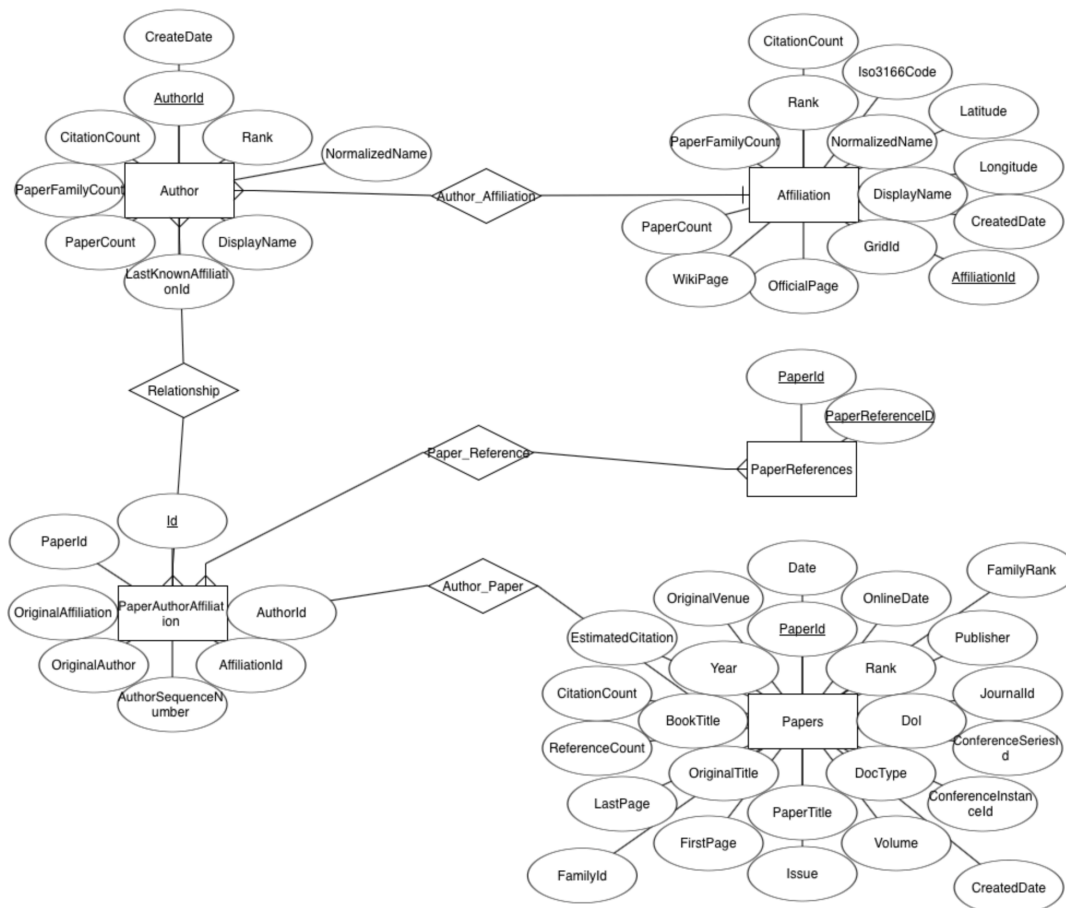 CreateDate
AuthorId
CitationCount
Rank
NormalizedName
PaperFamilyCount
Author
PaperCount
DisplayName
LastKnownAffiliati
onId
Author_Affiliation
CitationCount
Iso3166Code
Rank
Latitude
PaperFamilyCount
NormalizedName
Longitude
Affiliation
DisplayName
PaperCount
CreatedDate
GridId
WikiPage
OfficialPage
AffiliationId
Relationship
PaperId
PaperReferenceID
Paper_Reference
PaperReferences
Id
PaperId
OriginalAffiliation
PaperAuthorAffiliat
ion
AuthorId
OriginalAuthor
AffiliationId
AuthorSequenceN
umber
Author_Paper
Date
FamilyRank
OriginalVenue
OnlineDate
PaperId
EstimatedCitation
Publisher
Year
Rank
CitationCount
JournalId
BookTitle
Papers
DoI
ReferenceCount
ConferenceSeriesI
d
OriginalTitle
DocType
LastPage
ConferenceInstan
ceId
PaperTitle
FirstPage
Volume
FamilyId
Issue
CreatedDate